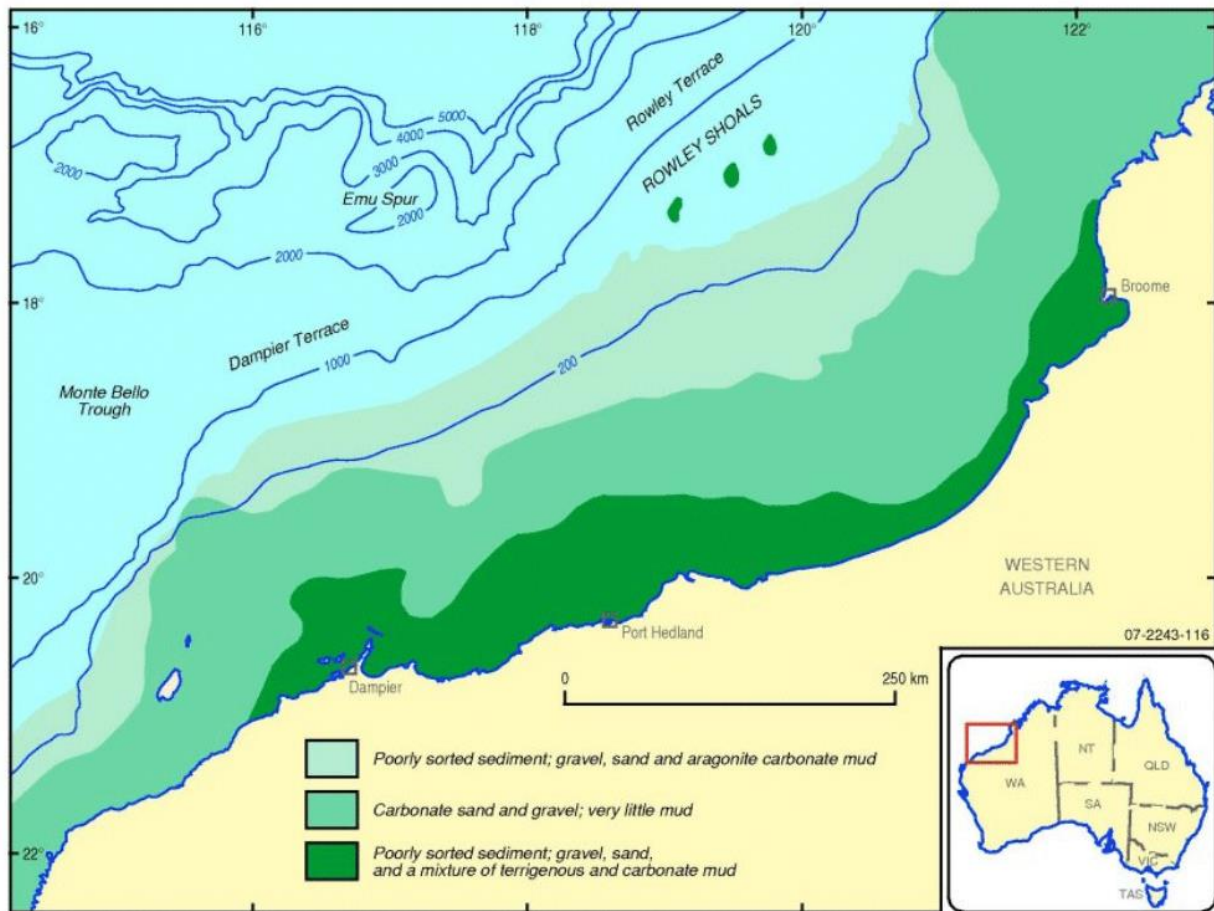 16°
116°
118°
120°
122°
5000
4000
3000
2000
2000
2000
Emu Spur
Rowley Terrace
ROWLEY SHOALS
18°
Dampier Terrace
1000
200
Broome
Monte Bello
Trough
20°
WESTERN
AUSTRALIA
Port Hedland
Dampier
07-2243-116
0
250 km
22°
Poorly sorted sediment; gravel, sand and aragonite carbonate mud
Carbonate sand and gravel; very little mud
Poorly sorted sediment; gravel, sand,
and a mixture of terrigenous and carbonate mud
NT
QLD
WA
SA
NSW
VIC
TAS